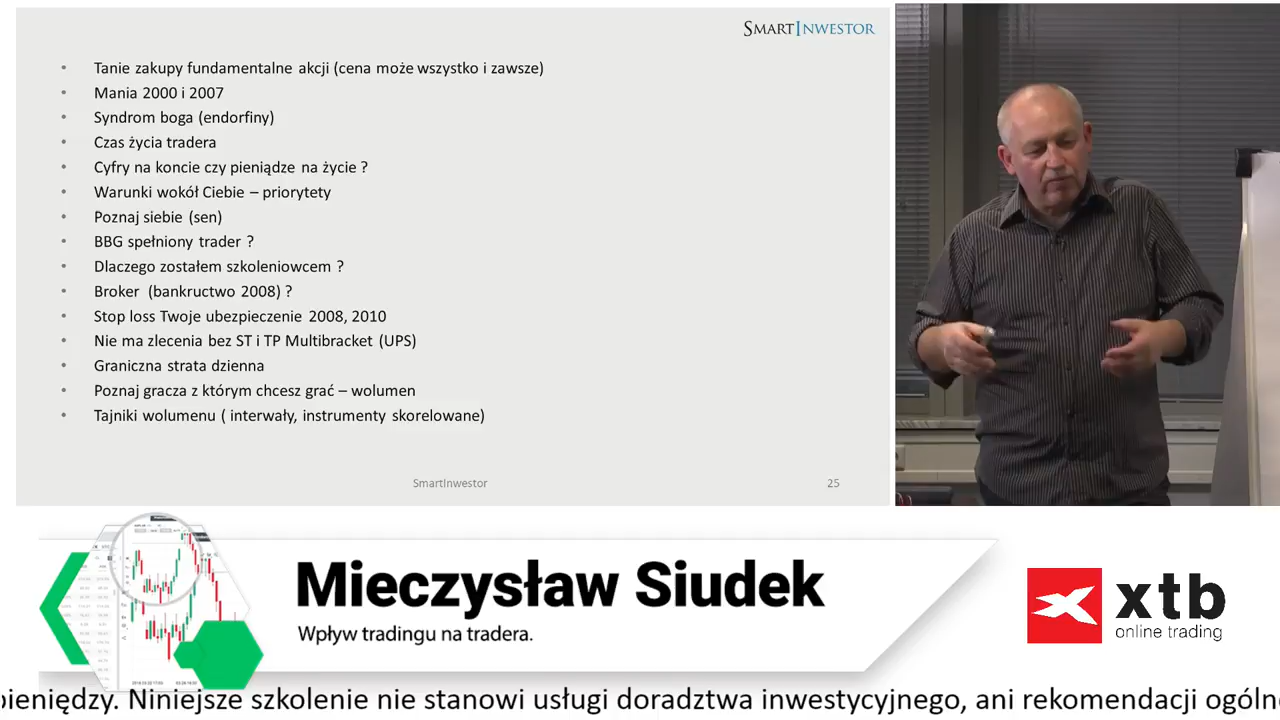 SMARTINWESTOR
• Tanie zakupy fundamentalne akcji (cena może wszystko i zawsze)
• Mania 2000 i 2007
• Syndrom boga (endorfiny)
• Czas życia tradera
• Cyfry na koncie czy pieniądze na życie ?
• Warunki wokół Ciebie – priorytety
• Poznaj siebie (sen)
• BBG spełniony trader ?
• Dlaczego zostałem szkoleniowcem ?
• Broker (bankructwo 2008) ?
• Stop loss Twoje ubezpieczenie 2008, 2010
• Nie ma zlecenia bez ST i TP Multibracket (UPS)
• Graniczna strata dzienna
• Poznaj gracza z którym chcesz grać – wolumen
• Tajniki wolumenu ( interwały, instrumenty skorelowane)
SmartInwestor 25
Mieczysław Siudek
Wpływ tradingu na tradera.
xtb
online trading
pieniędzy. Niniejsze szkolenie nie stanowi usługi doradztwa inwestycyjnego, ani rekomendacji